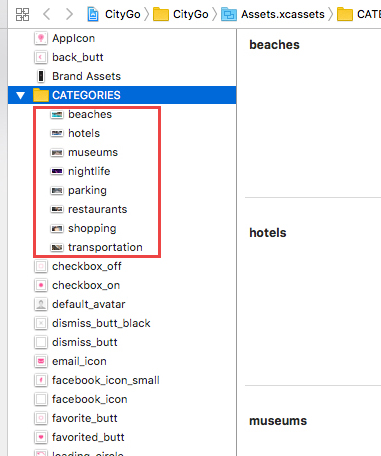 CityGo CityGo Assets.xcassets CATE
AppIcon
back_butt
Brand Assets
CATEGORIES
beaches
hotels
museums
nightlife
parking
restaurants
shopping
transportation
checkbox_off
checkbox_on
default_avatar
dismiss_butt_black
dismiss_butt
email_icon
facebook_icon_small
facebook_icon
favorite_butt
favorited_butt
loading_circle
beaches
hotels
museums